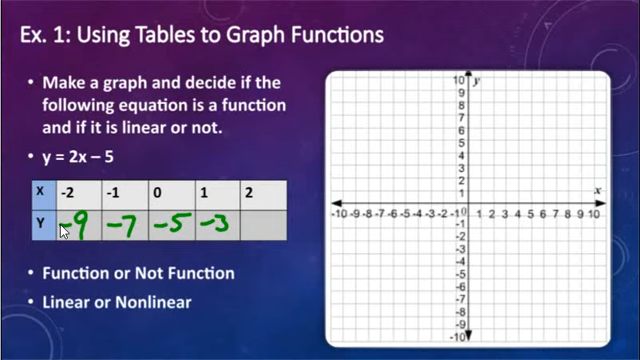 Ex. 1: Using Tables to Graph Functions
• Make a graph and decide if the
following equation is a function
and if it is linear or not.
• y = 2x – 5
X -2 -1 0 1 2
Y -9 -7 -5 -3
• Function or Not Function
• Linear or Nonlinear
10 y
9
8
7
6
5
4
3
2
1
x
-10 -9 -8 -7 -6 -5 -4 -3 -2 -1 0 1 2 3 4 5 6 7 8 9 10
-1
-2
-3
-4
-5
-6
-7
-8
-9
-10